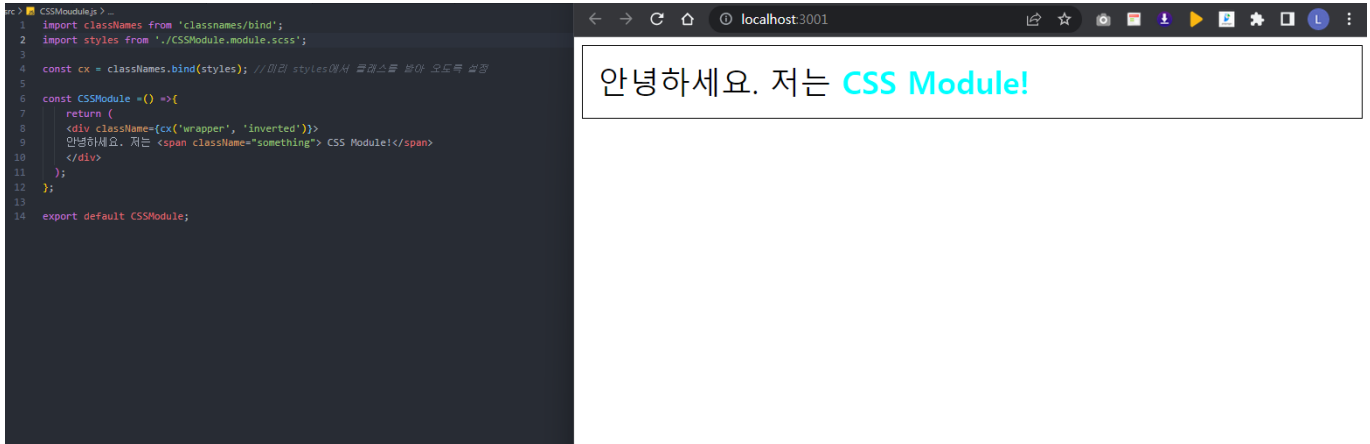 src > CSSMoudule.js > ...
1 import classNames from 'classnames/bind';
2 import styles from './CSSModule.module.scss';
3
4 const cx = classNames.bind(styles); //미리 styles에서 클래스를 받아 오도록 설정
5
6 const CSSModule =() =>{
7 return (
8 <div className={cx('wrapper', 'inverted')}>
9 안녕하세요. 저는 <span className="something"> CSS Module!</span>
10 </div>
11 );
12 };
13
14 export default CSSModule;
localhost:3001
L
안녕하세요. 저는 CSS Module!